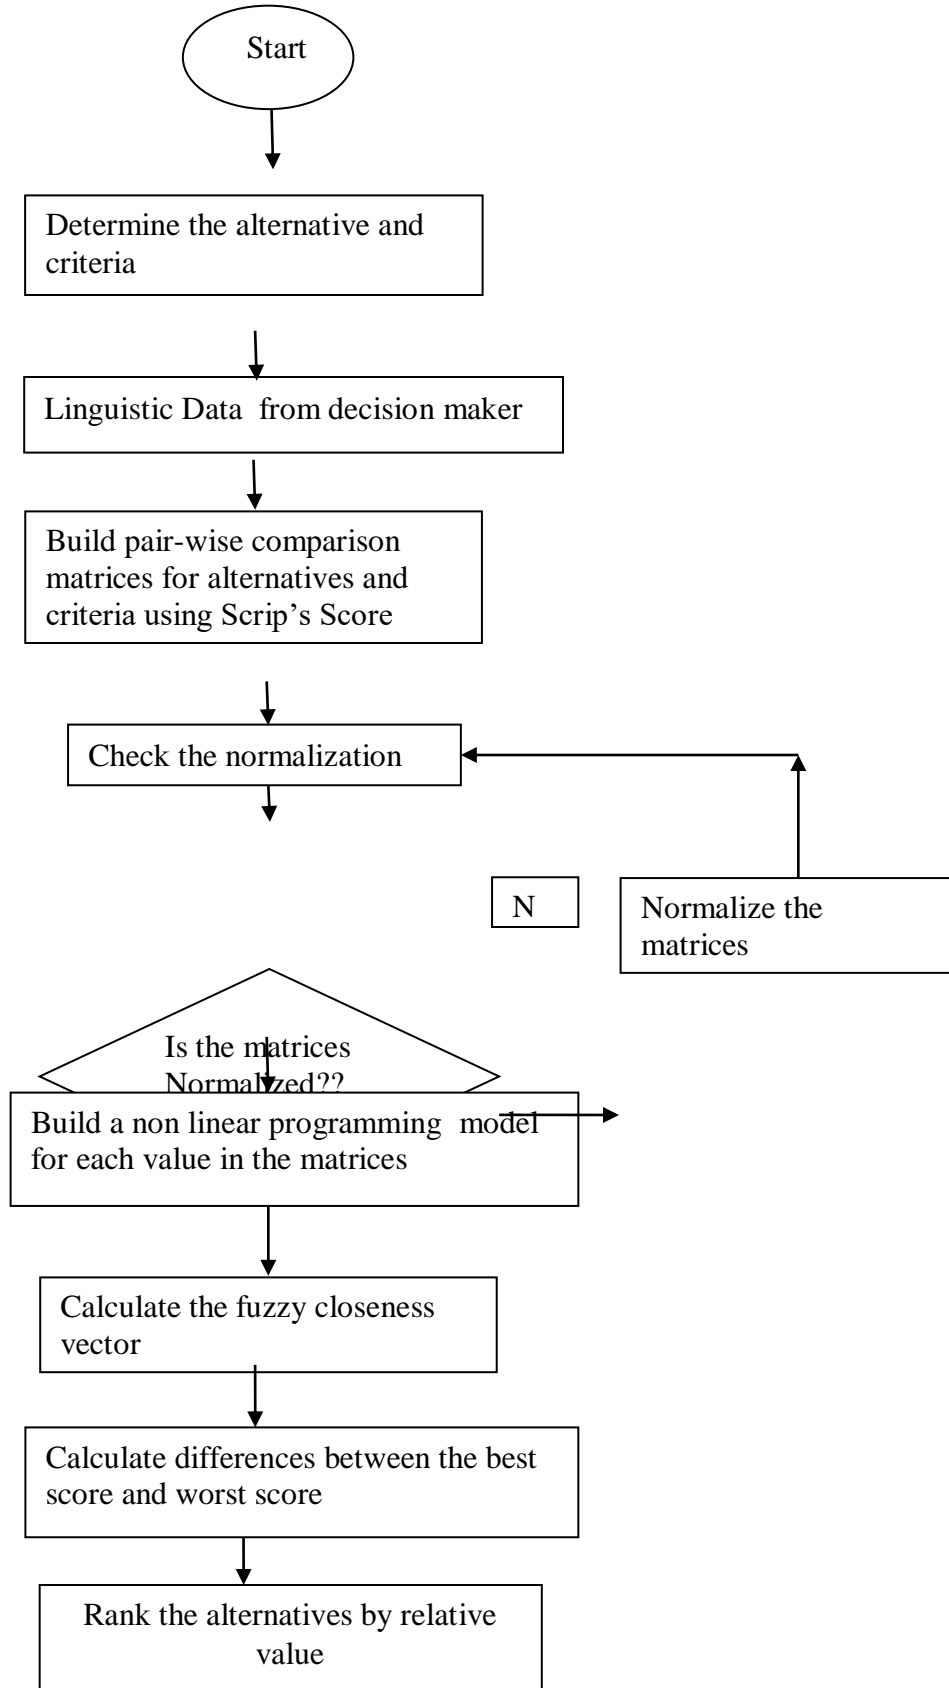 Start
Determine the alternative and
criteria
Linguistic Data  from decision maker
Build pair-wise comparison
matrices for alternatives and
criteria using Scrip’s Score
Check the normalization
N
Normalize the
matrices
Is the matrices
Normalized??
Build a non linear programming  model
for each value in the matrices
Calculate the fuzzy closeness
vector
Calculate differences between the best
score and worst score
Rank the alternatives by relative
value